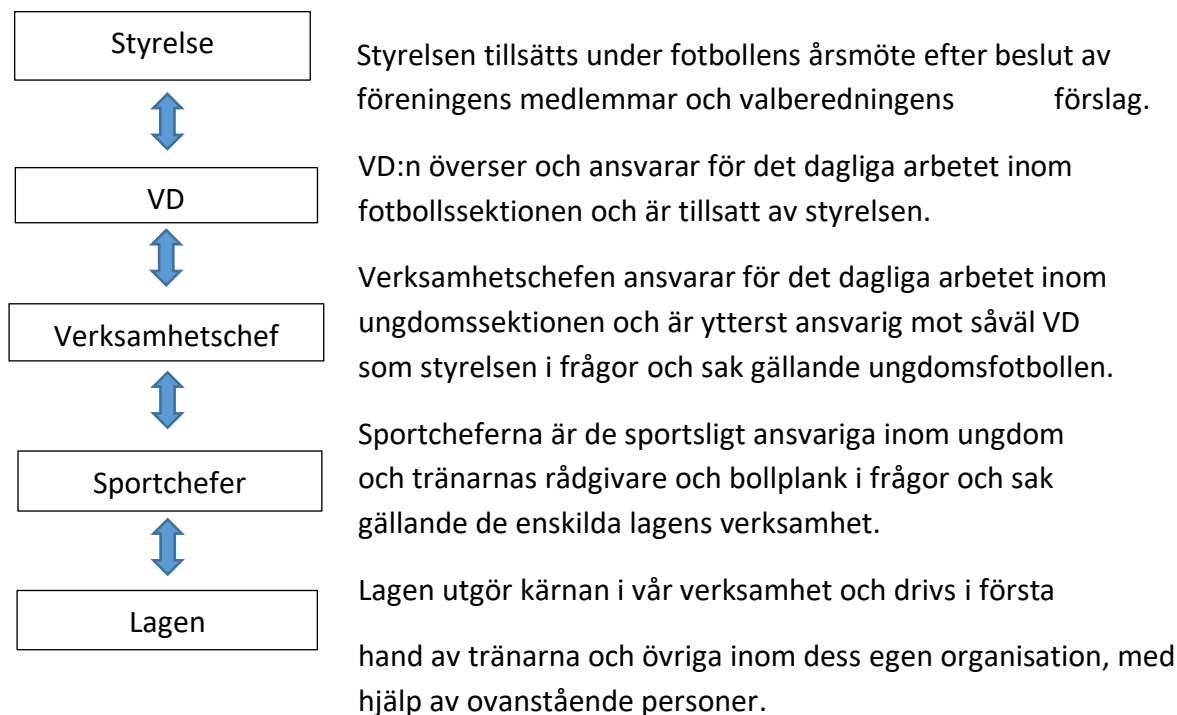 Styrelse
Styrelsen tillsätts under fotbollens årsmöte efter beslut av
föreningens medlemmar och valberedningens förslag.
VD
VD:n överser och ansvarar för det dagliga arbetet inom
fotbollssektionen och är tillsatt av styrelsen.
Verksamhetschef
Verksamhetschefen ansvarar för det dagliga arbetet inom
ungdomssektionen och är ytterst ansvarig mot såväl VD
som styrelsen i frågor och sak gällande ungdomsfotbollen.
Sportchefer
Sportcheferna är de sportsligt ansvariga inom ungdom
och tränarnas rådgivare och bollplank i frågor och sak
gällande de enskilda lagens verksamhet.
Lagen
Lagen utgör kärnan i vår verksamhet och drivs i första
hand av tränarna och övriga inom dess egen organisation, med
hjälp av ovanstående personer.